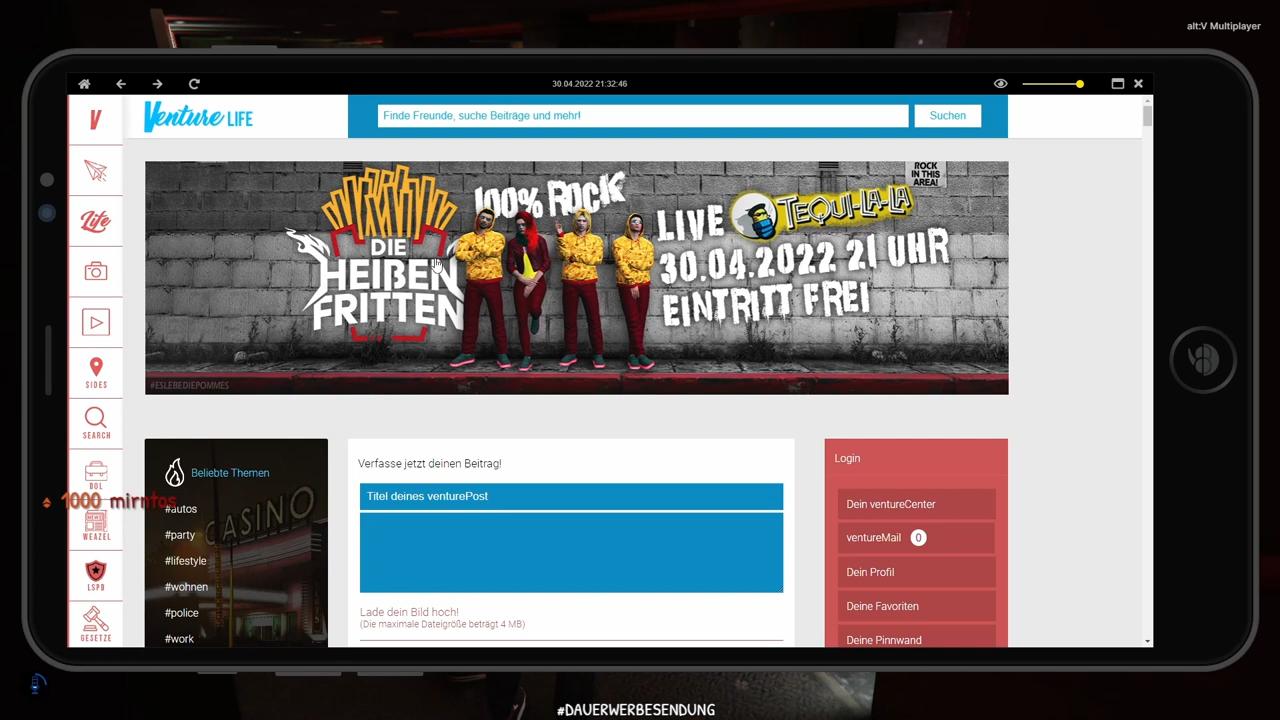 alt:V Multiplayer
30.04.2022 21:32:46
V
Venture LIFE
Finde Freunde, suche Beiträge und mehr!
Suchen
Life
SIDES
SEARCH
BOL
WEAZEL
LSPD
GESETZE
ROCK
IN THIS
AREA!
100% ROCK
DIE
HEIßEN
FRITTEN
LIVE TEQUI-LA-LA
30.04.2022 21 UHR
EINTRITT FREI
#ESLEBEDIEPOMMES
Beliebte Themen
#autos
#party
#lifestyle
#wohnen
#police
#work
CASINO
1000 mirnfos
Verfasse jetzt deinen Beitrag!
Titel deines venturePost
Lade dein Bild hoch!
(Die maximale Dateigröße beträgt 4 MB)
Login
Dein ventureCenter
ventureMail 0
Dein Profil
Deine Favoriten
Deine Pinnwand
#DAUERWERBESENDUNG